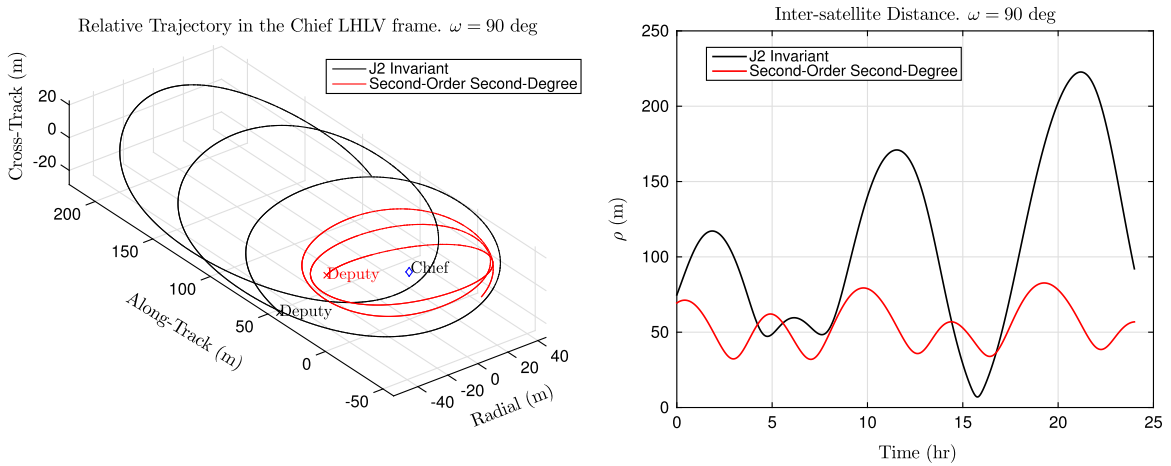 Relative Trajectory in the Chief LHLV frame. ω = 90 deg
J2 Invariant
Second-Order Second-Degree
Cross-Track (m)
20
0
-20
200
150
100
50
0
-50
Along-Track (m)
-40
-20
0
20
40
Radial (m)
Deputy
Chief
Deputy
Inter-satellite Distance. ω = 90 deg
J2 Invariant
Second-Order Second-Degree
ρ (m)
250
200
150
100
50
0
0 5 10 15 20 25
Time (hr)